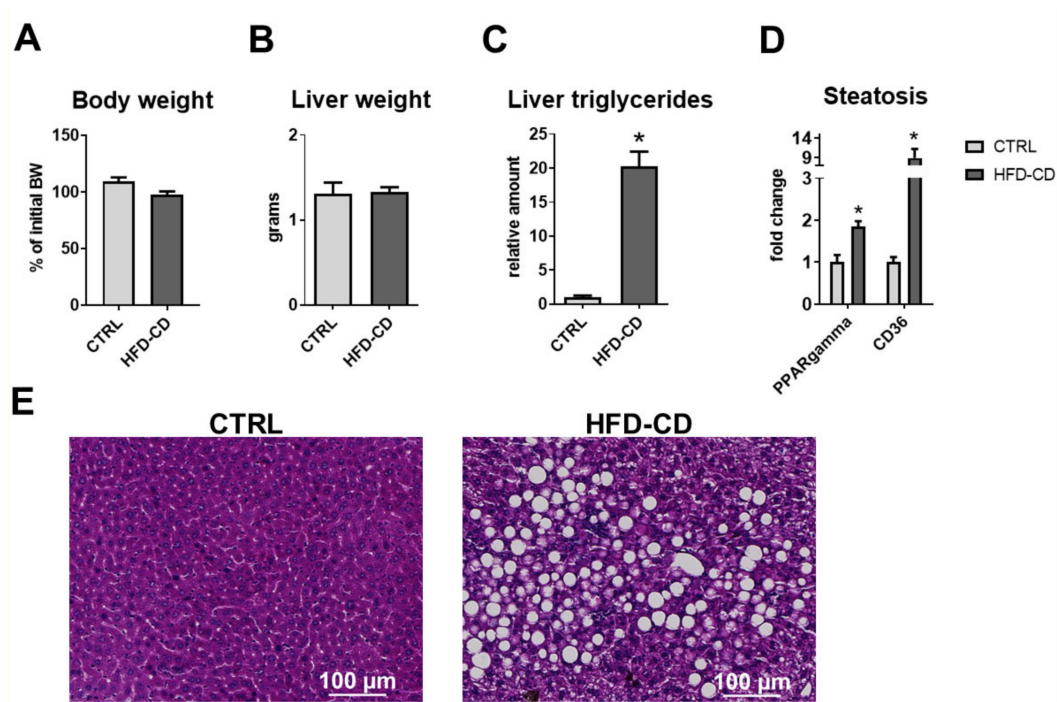 A
Body weight
% of initial BW
150
100
50
0
CTRL
HFD-CD
B
Liver weight
grams
2
1
0
CTRL
HFD-CD
C
Liver triglycerides
relative amount
25
20
15
10
5
0
*
CTRL
HFD-CD
D
Steatosis
fold change
14
9
3
2
1
0
*
*
PPARgamma
CD36
CTRL
HFD-CD
E
CTRL
HFD-CD
100 µm
100 µm